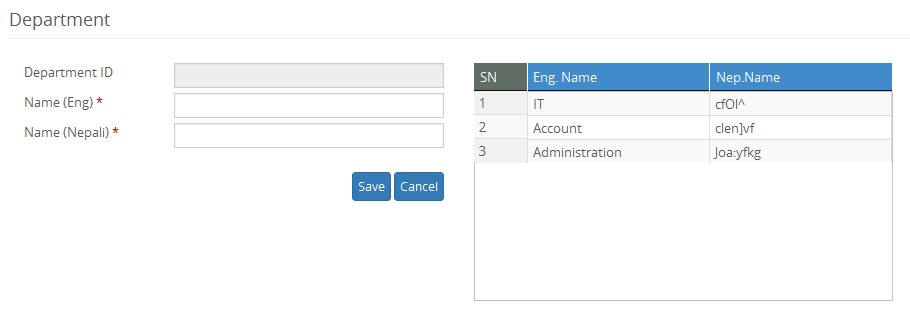 Department
Department ID
Name (Eng) *
Name (Nepali) *
Save Cancel
SN Eng. Name Nep.Name
1 IT cfOl^
2 Account clen]vf
3 Administration Joa:yfkg